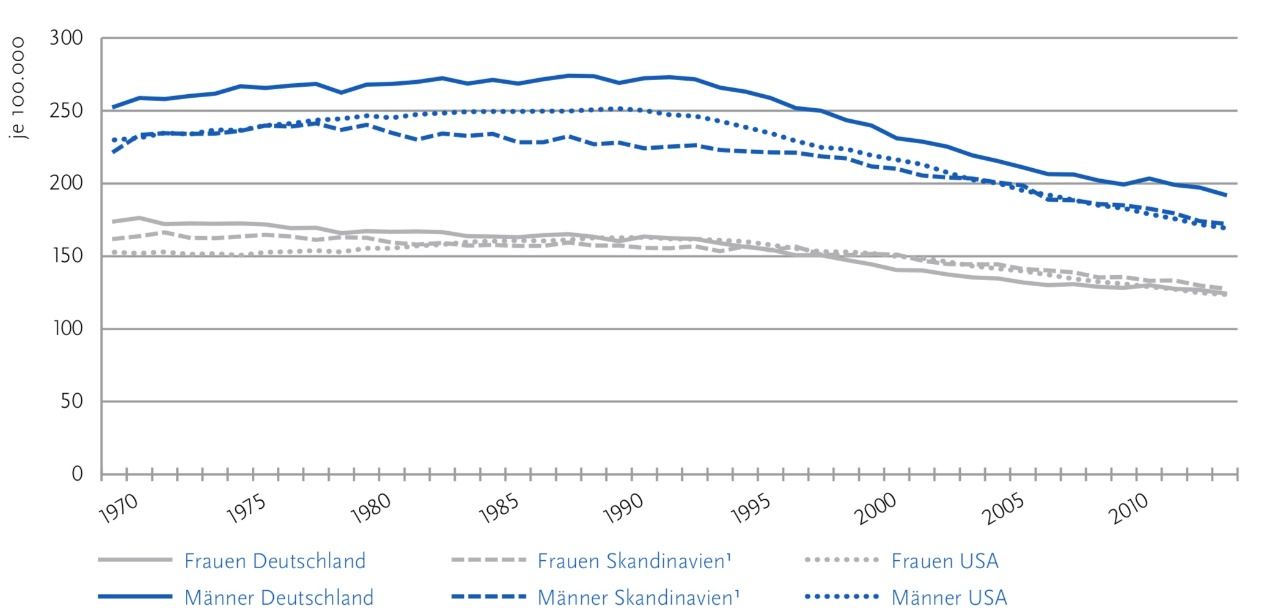 300
je 100.000
250
200
150
100
50
0
1970 1975 1980 1985 1990 1995 2000 2005 2010
Frauen Deutschland Frauen Skandinavien¹ Frauen USA
Männer Deutschland Männer Skandinavien¹ Männer USA